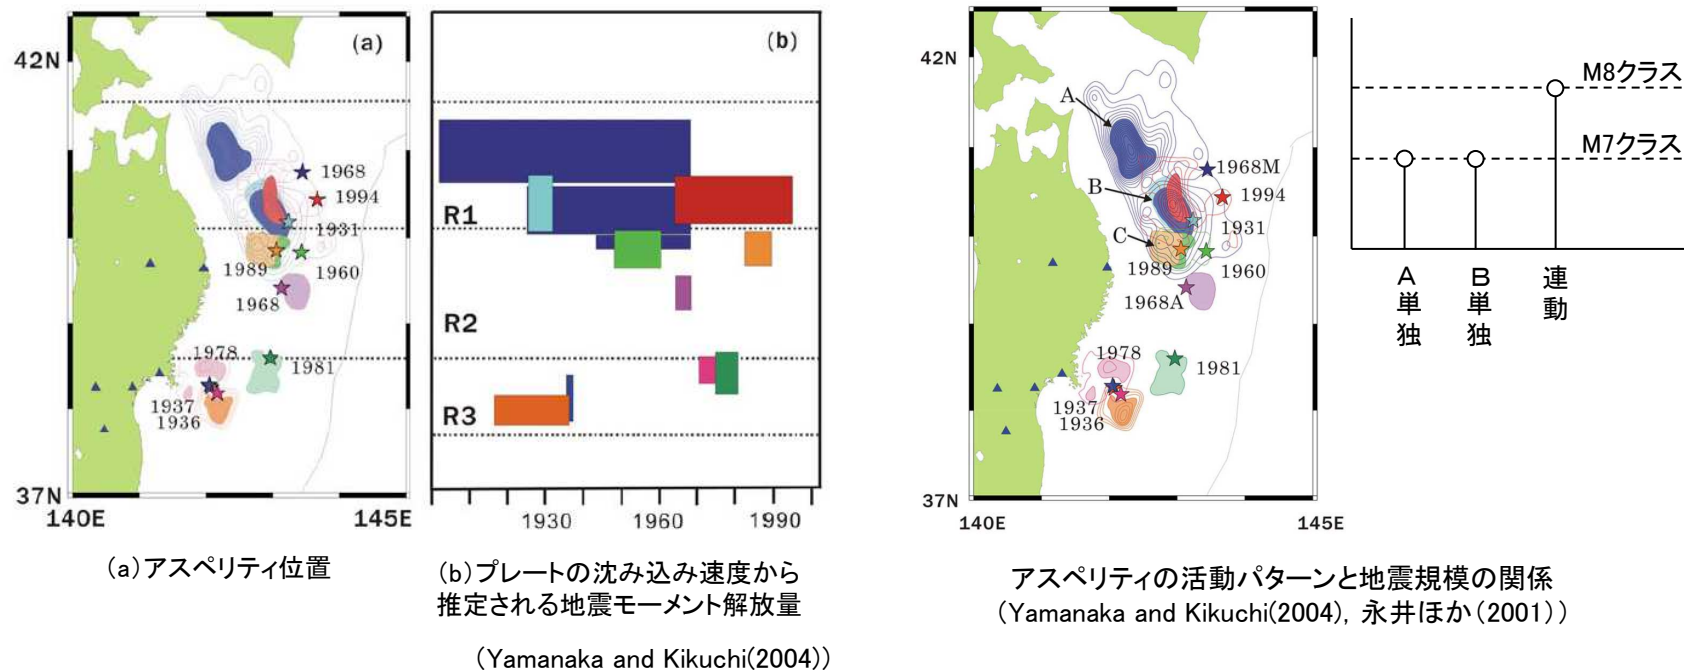 (a)
42N
1968
1994
1931
1989
1960
1968
1978
1981
1937
1936
37N
140E
145E
(b)
R1
R2
R3
1930
1960
1990
42N
A
1968M
1994
B
1931
C
1989
1960
1968A
1978
1981
1937
1936
37N
140E
145E
M8クラス
M7クラス
A単独
B単独
連動
(a)アスペリティ位置
(b)プレートの沈み込み速度から
推定される地震モーメント解放量
(Yamanaka and Kikuchi(2004))
アスペリティの活動パターンと地震規模の関係
(Yamanaka and Kikuchi(2004), 永井ほか(2001))